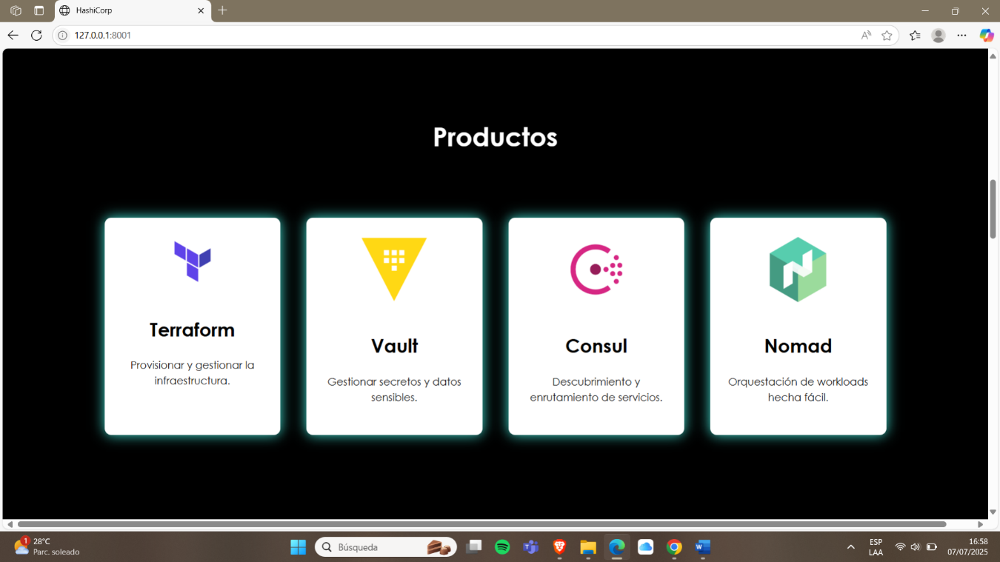 HashiCorp
127.0.0.1:8001
Productos
Terraform
Provisionar y gestionar la
infraestructura.
Vault
Gestionar secretos y datos
sensibles.
Consul
Descubrimiento y
enrutamiento de servicios.
Nomad
Orquestación de workloads
hecha fácil.
1
28°C
Parc. soleado
Búsqueda
ESP
LAA
16:58
07/07/2025